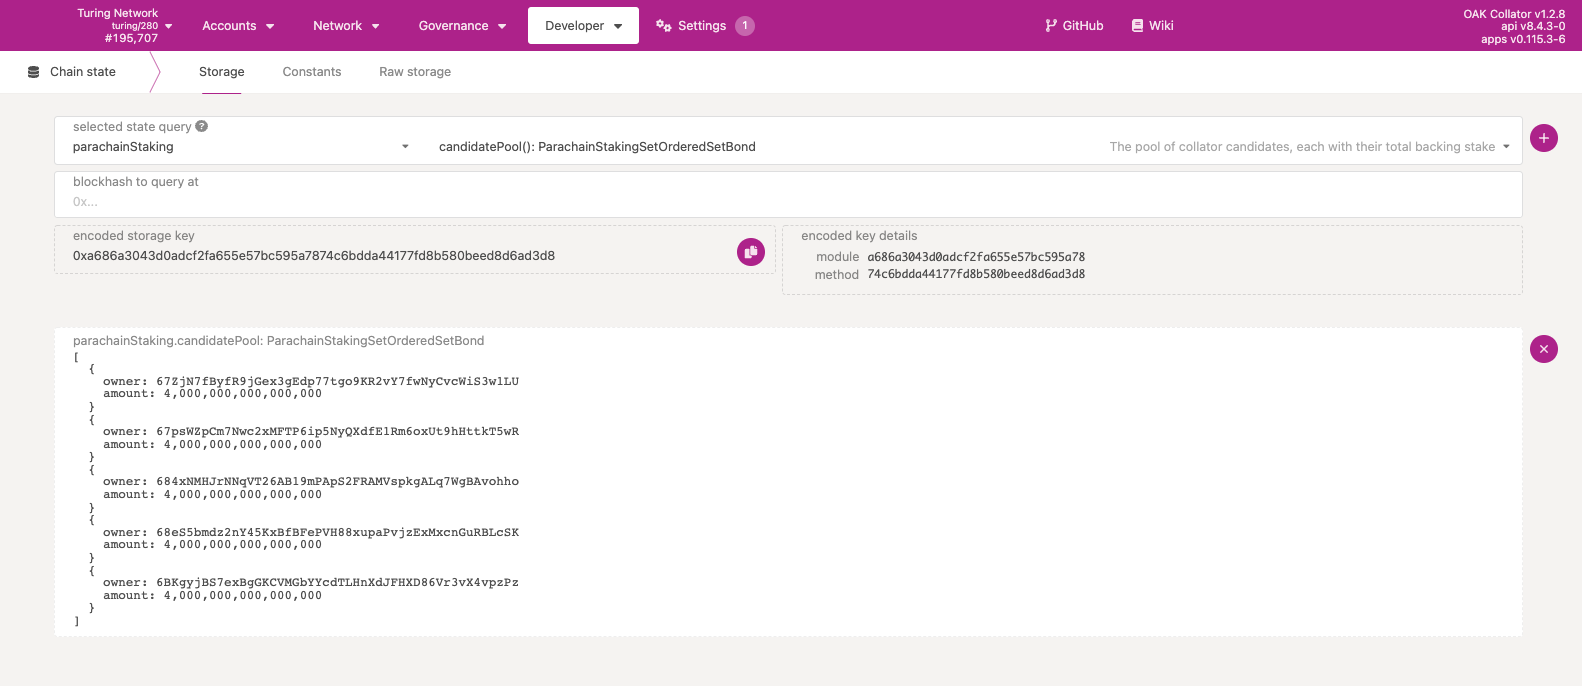 Turing Network
turing/280
#195,707
Accounts
Network
Governance
Developer
Settings
1
GitHub
Wiki
OAK Collator v1.2.8
api v8.4.3-0
apps v0.115.3-6
Chain state
Storage
Constants
Raw storage
selected state query
parachainStaking
candidatePool(): ParachainStakingSetOrderedSetBond
The pool of collator candidates, each with their total backing stake
blockhash to query at
0x...
encoded storage key
0xa686a3043d0adcf2fa655e57bc595a7874c6bdda44177fd8b580beed8d6ad3d8
encoded key details
module a686a3043d0adcf2fa655e57bc595a78
method 74c6bdda44177fd8b580beed8d6ad3d8
parachainStaking.candidatePool: ParachainStakingSetOrderedSetBond
[
{
owner: 67ZjN7fByfR9jGex3gEdp77tgo9KR2vY7fwNyCvcWiS3w1LU
amount: 4,000,000,000,000,000
}
{
owner: 67psWZpCm7Nwc2xMFTP6ip5NyQXdfE1Rm6oxUt9hHttkT5wR
amount: 4,000,000,000,000,000
}
{
owner: 684xNMHJrNNqVT26AB19mPApS2FRAMVspkgALq7WgBAvohho
amount: 4,000,000,000,000,000
}
{
owner: 68eS5bmdz2nY45KxBfBFePVH88xupaPvjzExMxcnGuRBLcSK
amount: 4,000,000,000,000,000
}
{
owner: 6BKgyjBS7exBgGKCVMGbYYcdTLHnXdJFHXD86Vr3vX4vpzPz
amount: 4,000,000,000,000,000
}
]